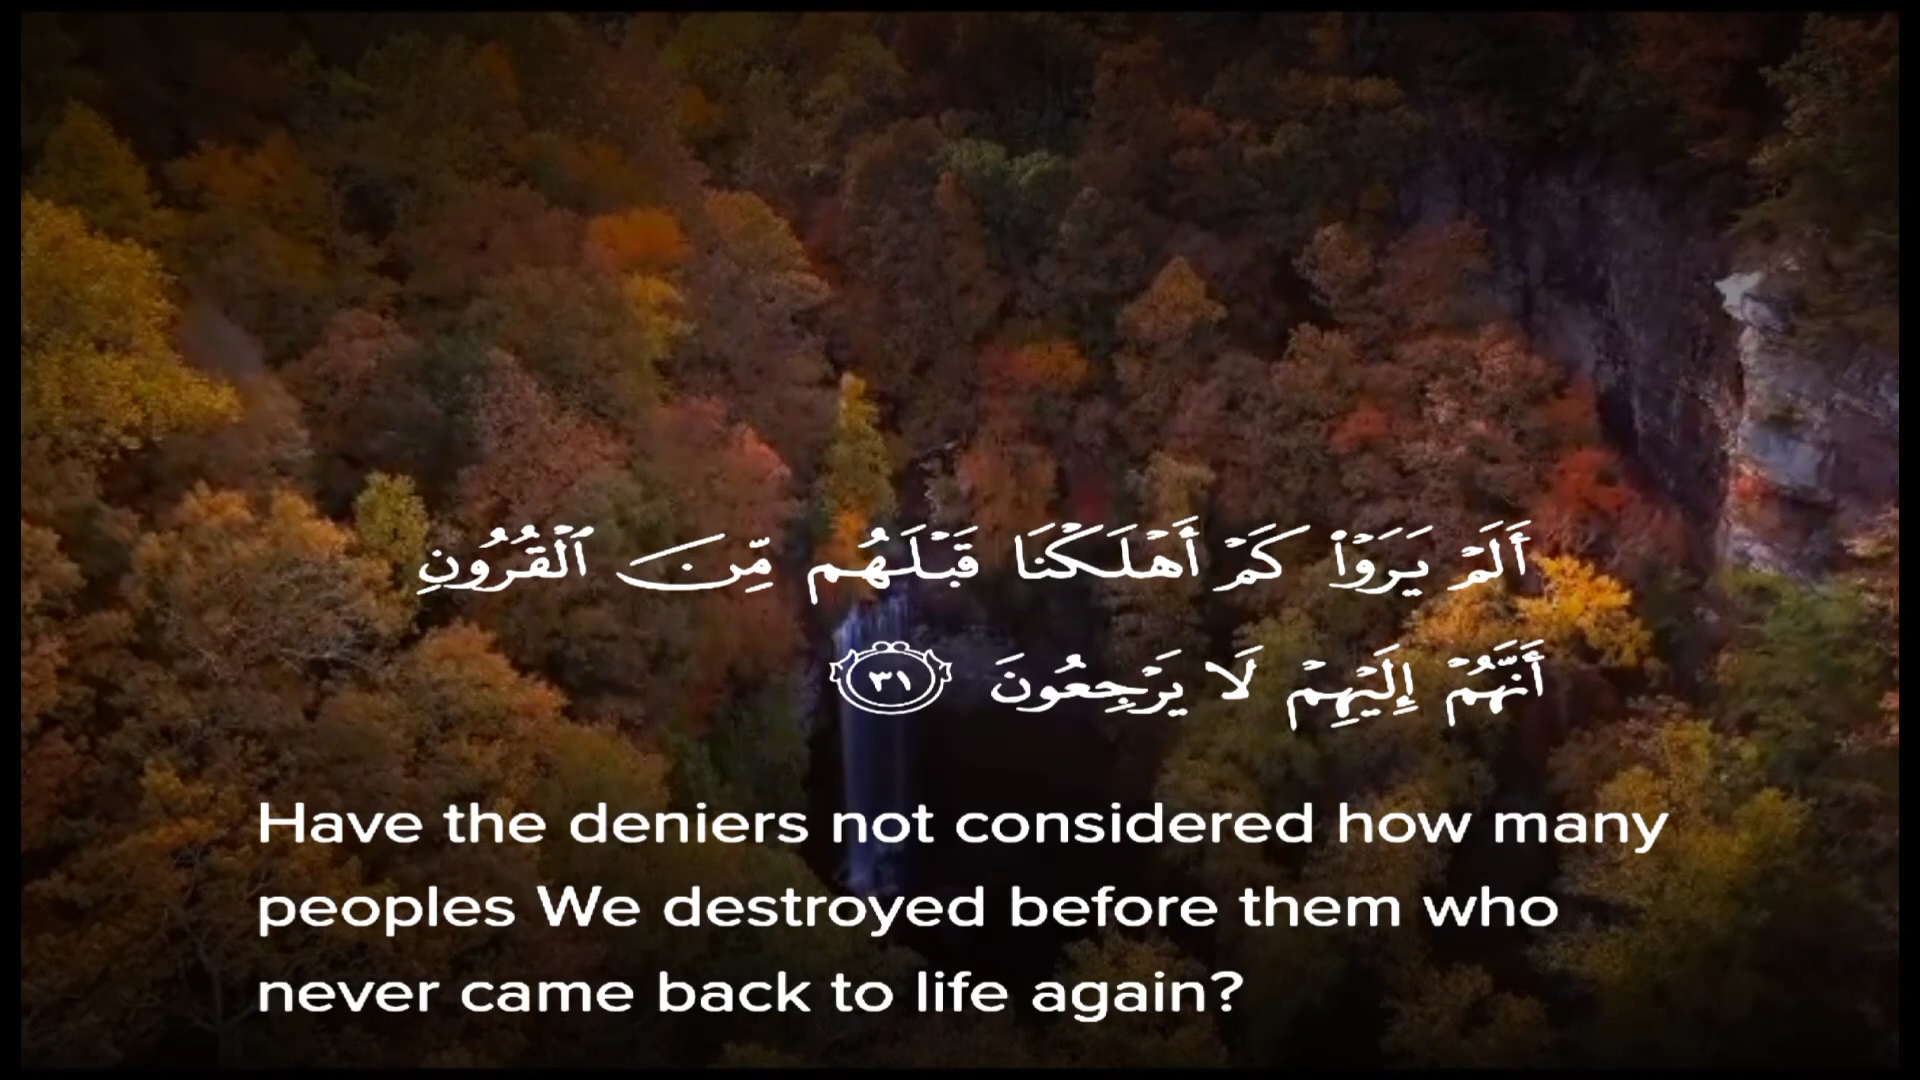 أَلَمۡ يَرَوۡاْ كَمۡ أَهۡلَكۡنَا قَبۡلَهُم مِّنَ ٱلۡقُرُونِ
أَنَّهُمۡ إِلَيۡهِمۡ لَا يَرۡجِعُونَ ٣١
Have the deniers not considered how many
peoples We destroyed before them who
never came back to life again?